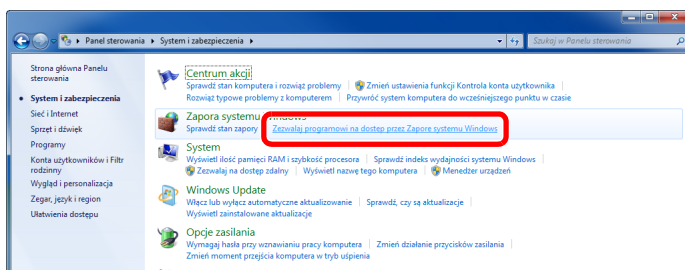 Panel sterowania ▸ System i zabezpieczenia ▸
Szukaj w Panelu sterowania
Strona główna Panelu
sterowania
System i zabezpieczenia
Sieć i Internet
Sprzęt i dźwięk
Programy
Konta użytkowników i Filtr
rodzinny
Wygląd i personalizacja
Zegar, język i region
Ułatwienia dostępu
Centrum akcji
Sprawdź stan komputera i rozwiąż problemy
Zmień ustawienia funkcji Kontrola konta użytkownika
Rozwiąż typowe problemy z komputerem
Przywróć system komputera do wcześniejszego punktu w czasie
Zapora systemu Windows
Sprawdź stan zapory
Zezwalaj programowi na dostęp przez Zaporę systemu Windows
System
Wyświetl ilość pamięci RAM i szybkość procesora
Sprawdź indeks wydajności systemu Windows
Zezwalaj na dostęp zdalny
Wyświetl nazwę tego komputera
Menedżer urządzeń
Windows Update
Włącz lub wyłącz automatyczne aktualizowanie
Sprawdź, czy są aktualizacje
Wyświetl zainstalowane aktualizacje
Opcje zasilania
Wymagaj hasła przy wznawianiu pracy komputera
Zmień działanie przycisków zasilania
Zmień moment przejścia komputera w tryb uśpienia